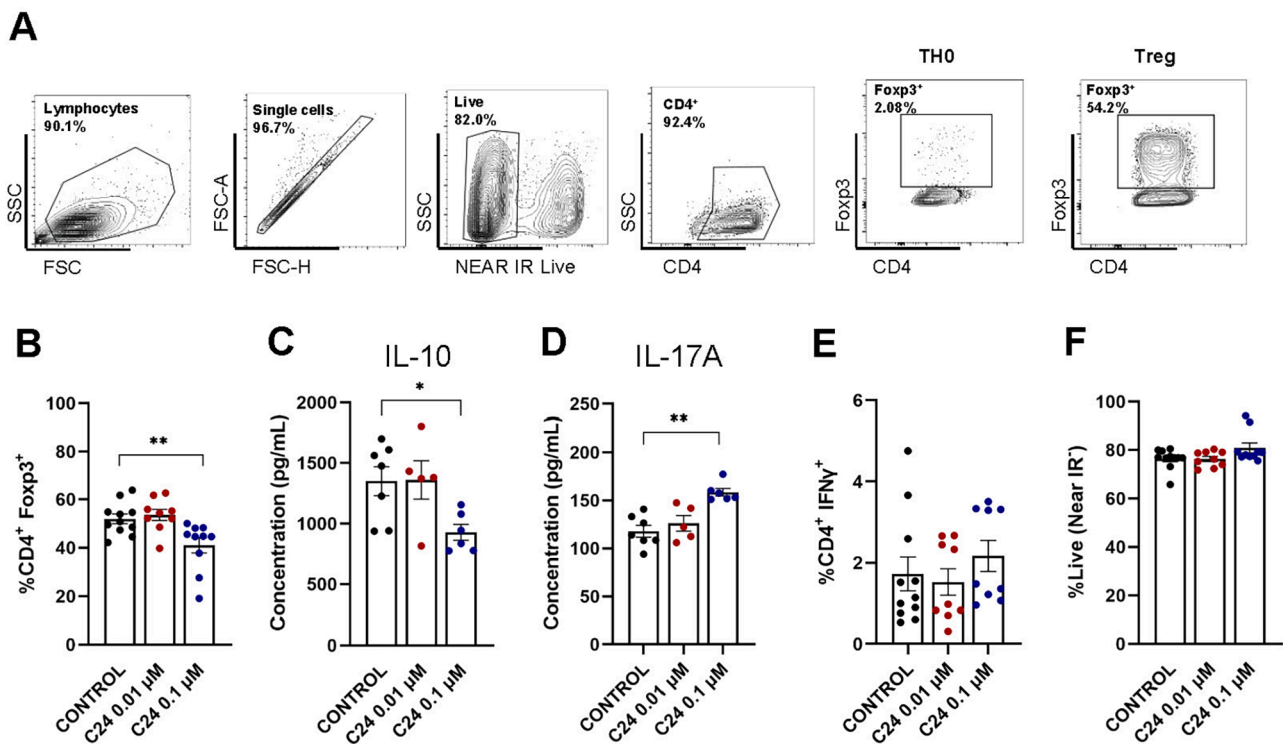 A
TH0
Treg
Lymphocytes
90.1%
Single cells
96.7%
Live
82.0%
CD4⁺
92.4%
Foxp3⁺
2.08%
Foxp3⁺
54.2%
SSC
FSC-A
SSC
SSC
Foxp3
Foxp3
FSC
FSC-H
NEAR IR Live
CD4
CD4
CD4
B
%CD4⁺ Foxp3⁺
100
80
60
40
20
0
**
CONTROL
C24 0.01 µM
C24 0.1 µM
C
IL-10
Concentration (pg/mL)
2000
1500
1000
500
0
*
CONTROL
C24 0.01 µM
C24 0.1 µM
D
IL-17A
Concentration (pg/mL)
250
200
150
100
50
0
**
CONTROL
C24 0.01 µM
C24 0.1 µM
E
%CD4⁺ IFNγ⁺
6
4
2
0
CONTROL
C24 0.01 µM
C24 0.1 µM
F
%Live (Near IR⁻)
100
80
60
40
20
0
CONTROL
C24 0.01 µM
C24 0.1 µM